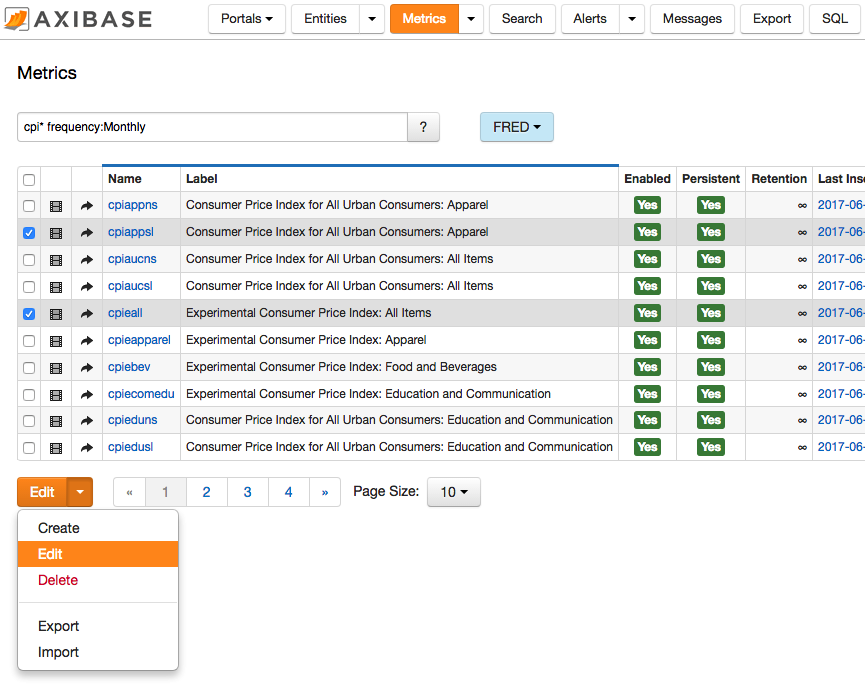 AXIBASE Portals Entities Metrics Search Alerts Messages Export SQL
Metrics
cpi* frequency:Monthly ? FRED
Name Label Enabled Persistent Retention Last Inse
cpiappns Consumer Price Index for All Urban Consumers: Apparel Yes Yes ∞ 2017-06-
cpiappsl Consumer Price Index for All Urban Consumers: Apparel Yes Yes ∞ 2017-06-
cpiaucns Consumer Price Index for All Urban Consumers: All Items Yes Yes ∞ 2017-06-
cpiaucsl Consumer Price Index for All Urban Consumers: All Items Yes Yes ∞ 2017-06-
cpieall Experimental Consumer Price Index: All Items Yes Yes ∞ 2017-06-
cpieapparel Experimental Consumer Price Index: Apparel Yes Yes ∞ 2017-06-
cpiebev Experimental Consumer Price Index: Food and Beverages Yes Yes ∞ 2017-06-
cpiecomedu Experimental Consumer Price Index: Education and Communication Yes Yes ∞ 2017-06-
cpieduns Consumer Price Index for All Urban Consumers: Education and Communication Yes Yes ∞ 2017-06-
cpiedusl Consumer Price Index for All Urban Consumers: Education and Communication Yes Yes ∞ 2017-06-
Edit « 1 2 3 4 » Page Size: 10
Create
Edit
Delete
Export
Import